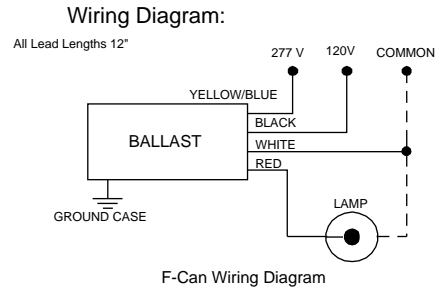 Wiring Diagram:
All Lead Lengths 12"
277 V 120V COMMON
YELLOW/BLUE
BLACK
BALLAST
WHITE
RED
LAMP
GROUND CASE
F-Can Wiring Diagram